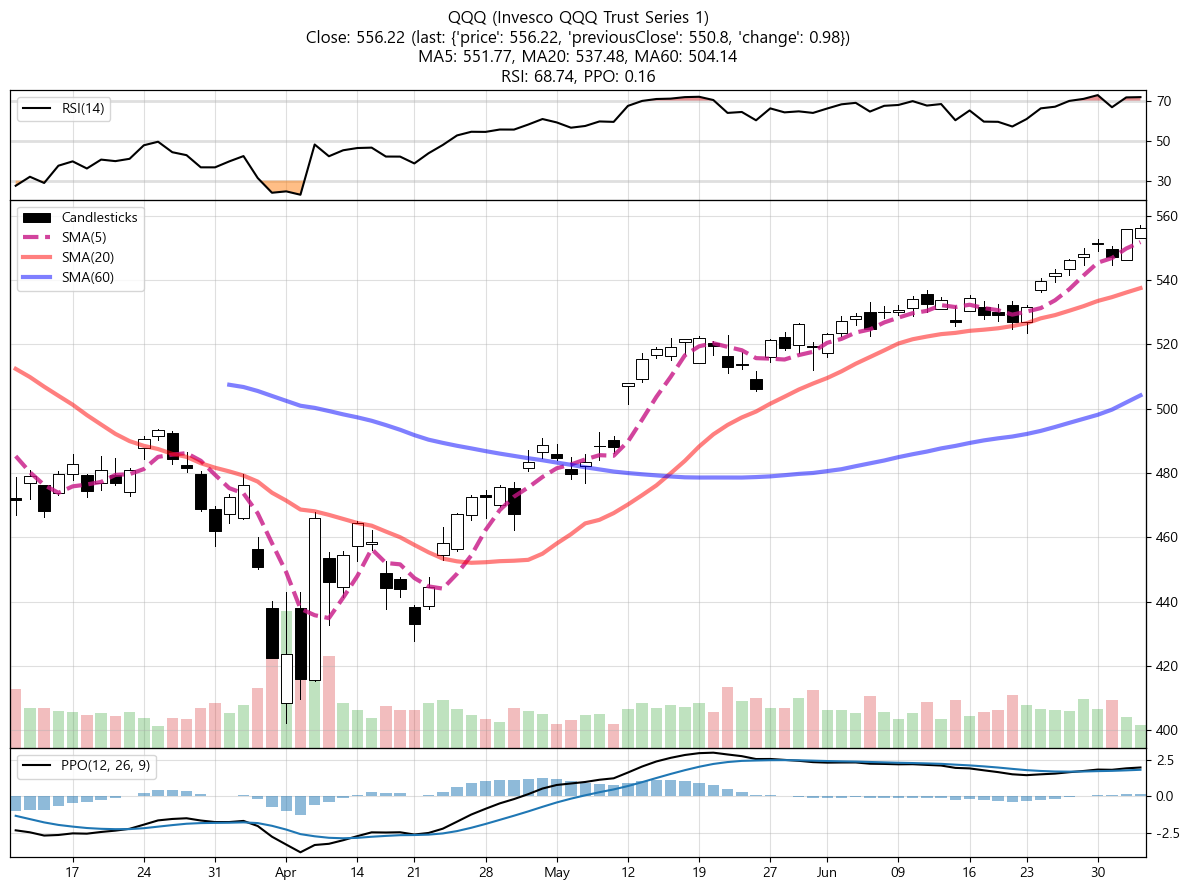 QQQ (Invesco QQQ Trust Series 1)
Close: 556.22 (last: {'price': 556.22, 'previousClose': 550.8, 'change': 0.98})
MA5: 551.77, MA20: 537.48, MA60: 504.14
RSI: 68.74, PPO: 0.16
RSI(14)
70
50
30
Candlesticks
SMA(5)
SMA(20)
SMA(60)
560
540
520
500
480
460
440
420
400
PPO(12, 26, 9)
2.5
0.0
-2.5
17 24 31 Apr 14 21 28 May 12 19 27 Jun 09 16 23 30